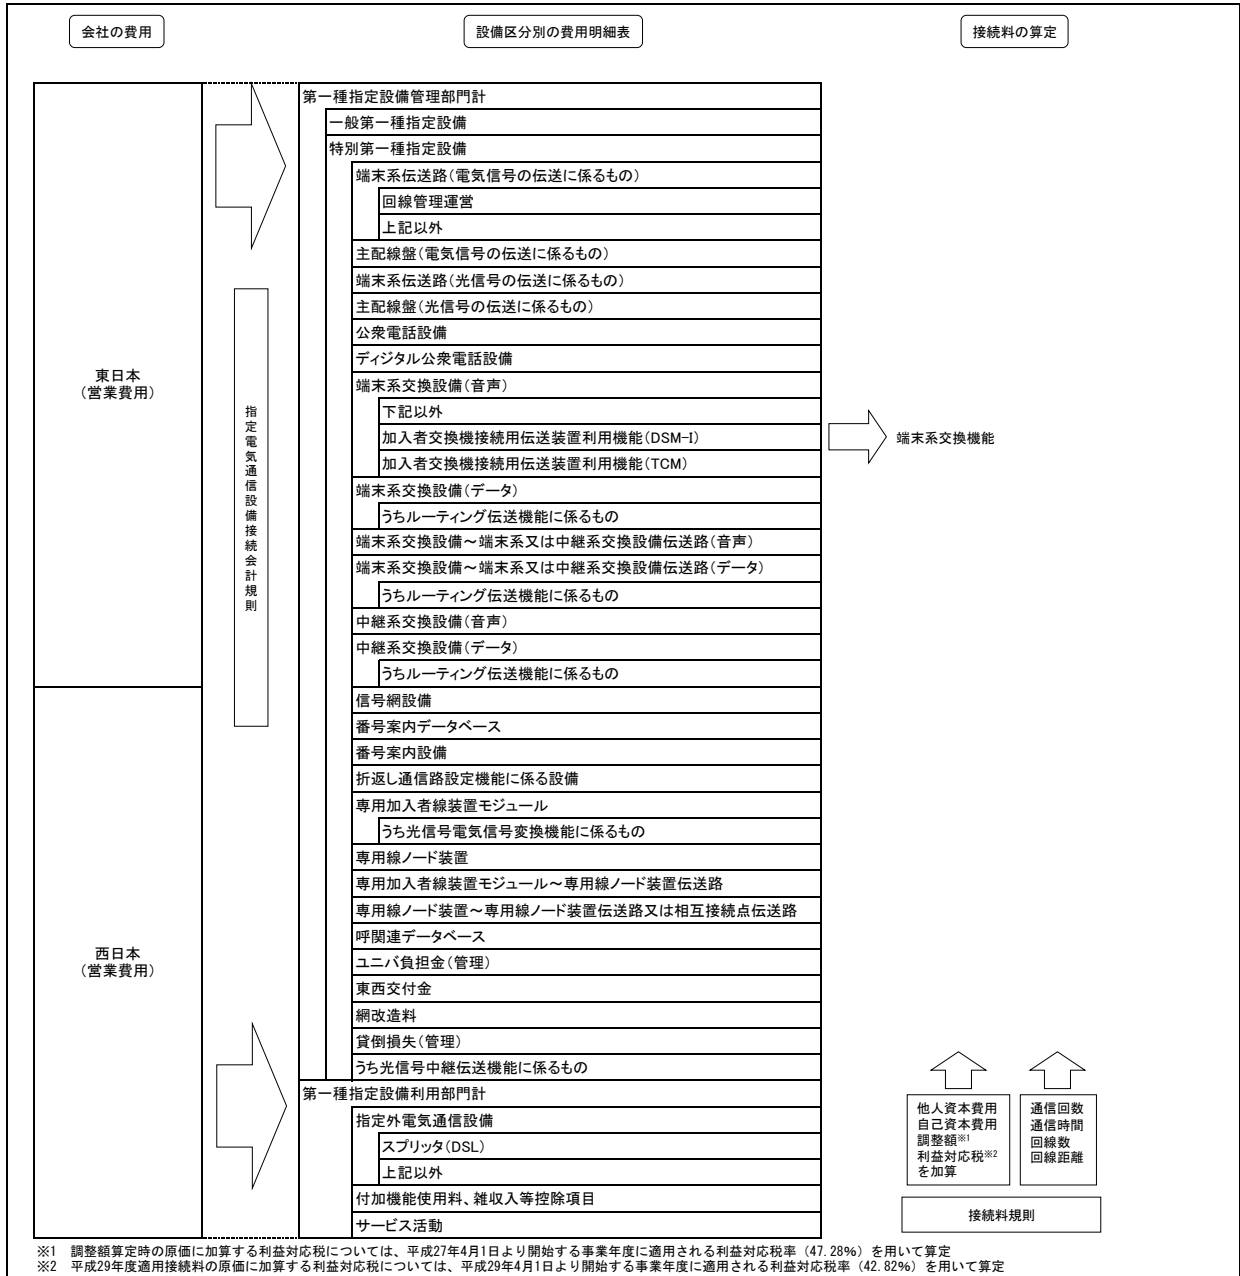 会社の費用
設備区分別の費用明細表
接続料の算定
東日本
(営業費用)
西日本
(営業費用)
指定電気通信設備接続会計規則
第一種指定設備管理部門計
一般第一種指定設備
特別第一種指定設備
端末系伝送路(電気信号の伝送に係るもの)
回線管理運営
上記以外
主配線盤(電気信号の伝送に係るもの)
端末系伝送路(光信号の伝送に係るもの)
主配線盤(光信号の伝送に係るもの)
公衆電話設備
ディジタル公衆電話設備
端末系交換設備(音声)
下記以外
加入者交換機接続用伝送装置利用機能(DSM-I)
加入者交換機接続用伝送装置利用機能(TCM)
端末系交換設備(データ)
うちルーティング伝送機能に係るもの
端末系交換設備～端末系又は中継系交換設備伝送路(音声)
端末系交換設備～端末系又は中継系交換設備伝送路(データ)
うちルーティング伝送機能に係るもの
中継系交換設備(音声)
中継系交換設備(データ)
うちルーティング伝送機能に係るもの
信号網設備
番号案内データベース
番号案内設備
折返し通信路設定機能に係る設備
専用加入者線装置モジュール
うち光信号電気信号変換機能に係るもの
専用線ノード装置
専用加入者線装置モジュール～専用線ノード装置伝送路
専用線ノード装置～専用線ノード装置伝送路又は相互接続点伝送路
呼関連データベース
ユニバ負担金(管理)
東西交付金
網改造料
貸倒損失(管理)
うち光信号中継伝送機能に係るもの
第一種指定設備利用部門計
指定外電気通信設備
スプリッタ(DSL)
上記以外
付加機能使用料、雑収入等控除項目
サービス活動
端末系交換機能
他人資本費用
自己資本費用
調整額※1
利益対応税※2
を加算
通信回数
通信時間
回線数
回線距離
接続料規則
※1 調整額算定時の原価に加算する利益対応税については、平成27年4月1日より開始する事業年度に適用される利益対応税率（47.28%）を用いて算定
※2 平成29年度適用接続料の原価に加算する利益対応税については、平成29年4月1日より開始する事業年度に適用される利益対応税率（42.82%）を用いて算定